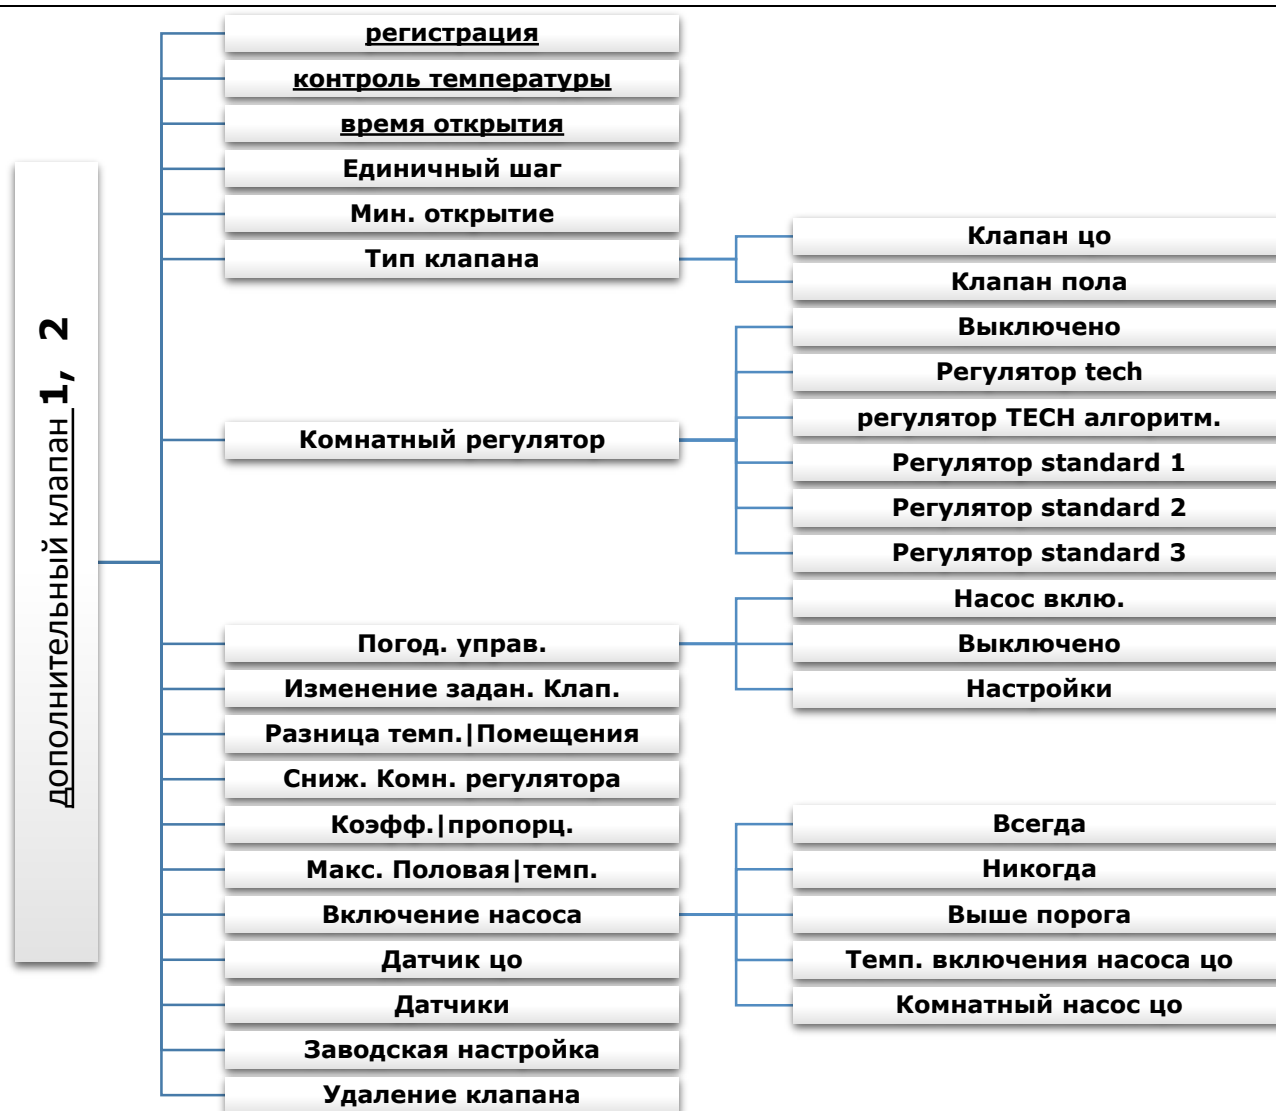 дополнительный клапан 1, 2
регистрация
контроль температуры
время открытия
Единичный шаг
Мин. открытие
Тип клапана
Клапан цо
Клапан пола
Комнатный регулятор
Выключено
Регулятор tech
регулятор TECH алгоритм.
Регулятор standard 1
Регулятор standard 2
Регулятор standard 3
Погод. управ.
Насос вклю.
Выключено
Настройки
Изменение задан. Клап.
Разница темп.|Помещения
Сниж. Комн. регулятора
Коэфф.|пропорц.
Макс. Половая|темп.
Включение насоса
Всегда
Никогда
Выше порога
Темп. включения насоса цо
Комнатный насос цо
Датчик цо
Датчики
Заводская настройка
Удаление клапана